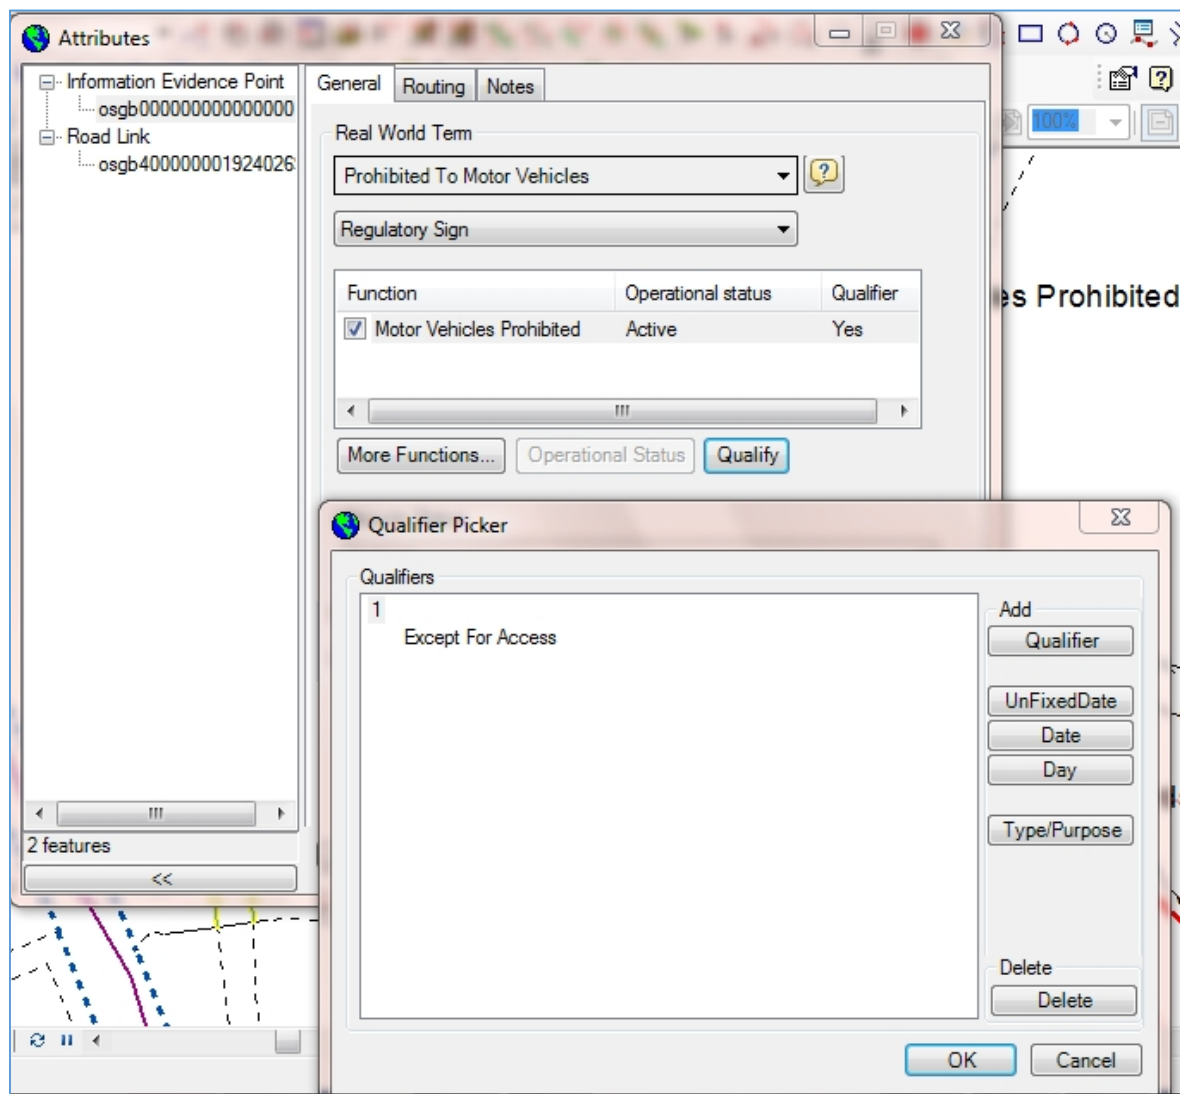 Attributes
Information Evidence Point
osgb000000000000000
Road Link
osgb400000001924026
General Routing Notes
Real World Term
Prohibited To Motor Vehicles
Regulatory Sign
Function Operational status Qualifier
Motor Vehicles Prohibited Active Yes
More Functions... Operational Status Qualify
2 features
<<
100%
es Prohibited
Qualifier Picker
Qualifiers
1
Except For Access
Add
Qualifier
UnFixedDate
Date
Day
Type/Purpose
Delete
Delete
OK Cancel